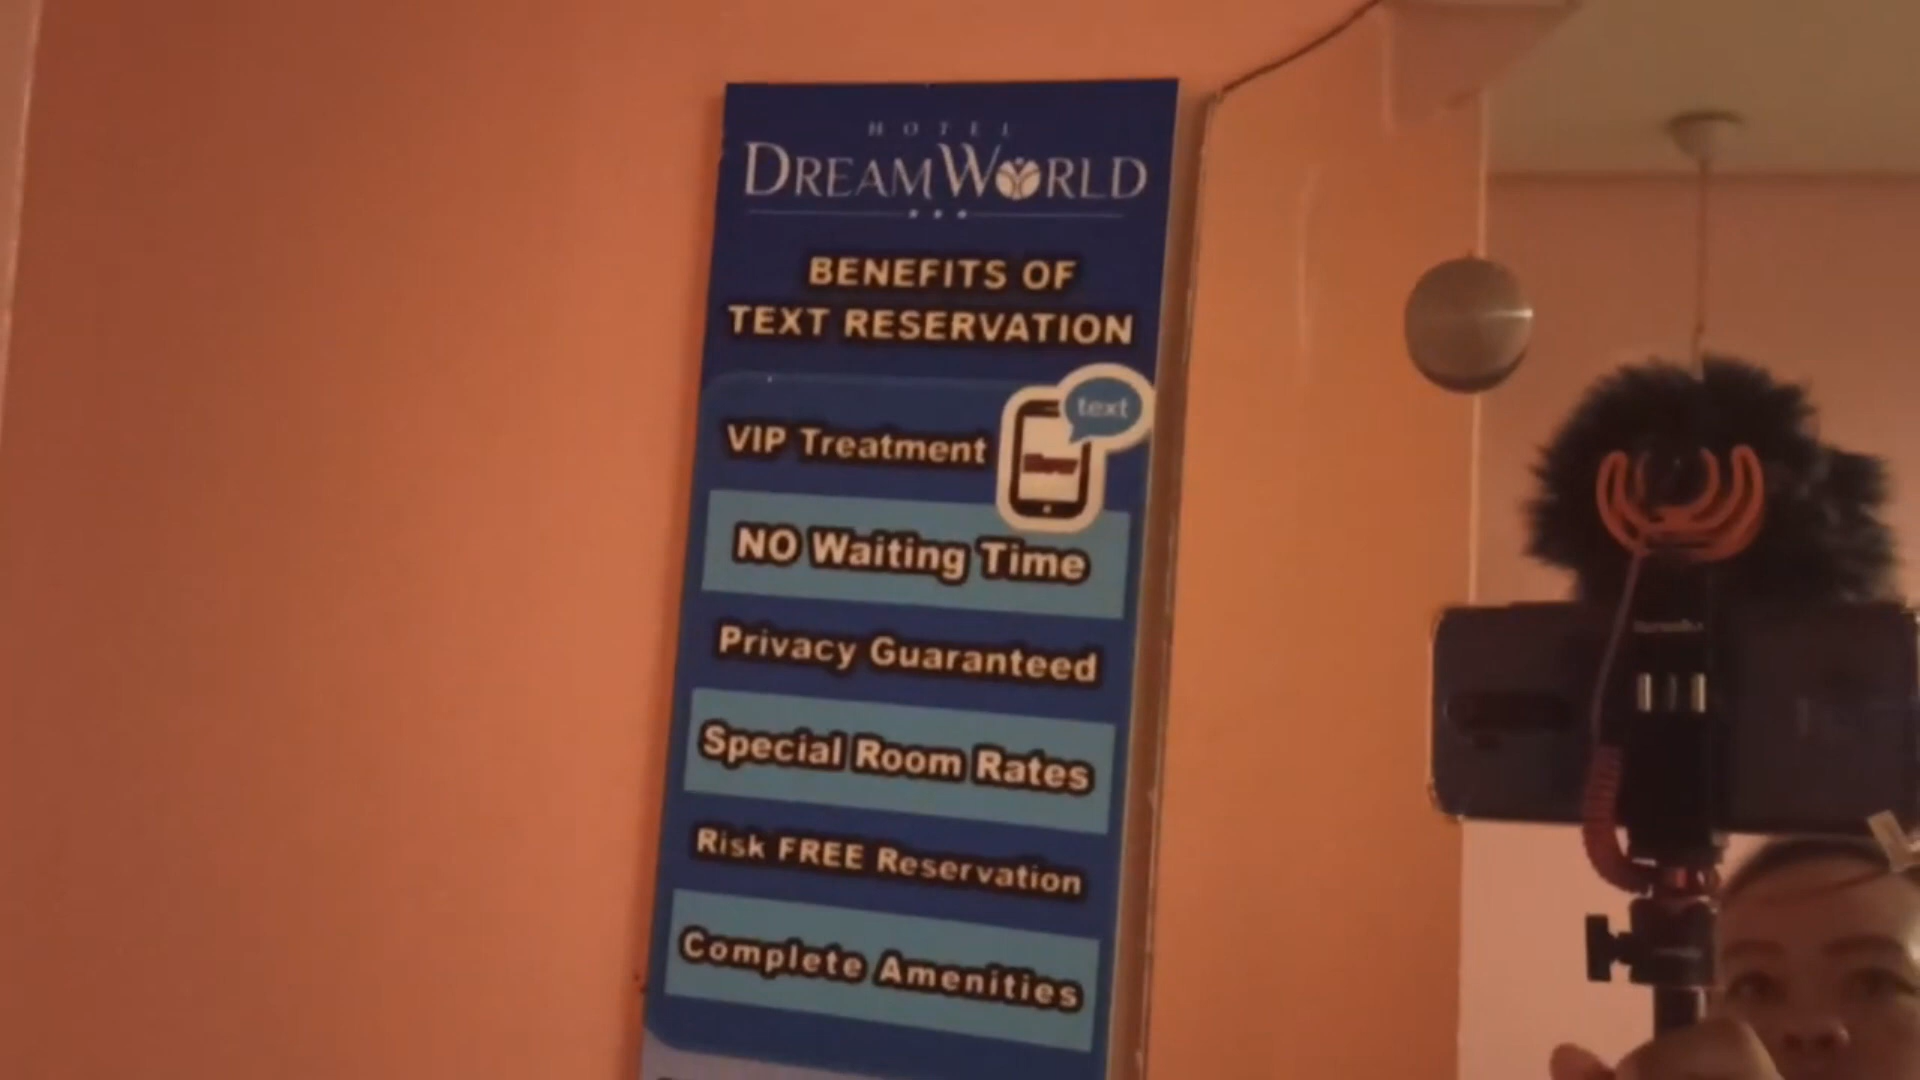 HOTEL
DREAMWORLD
BENEFITS OF
TEXT RESERVATION
text
VIP Treatment
NO Waiting Time
Privacy Guaranteed
Special Room Rates
Risk FREE Reservation
Complete Amenities